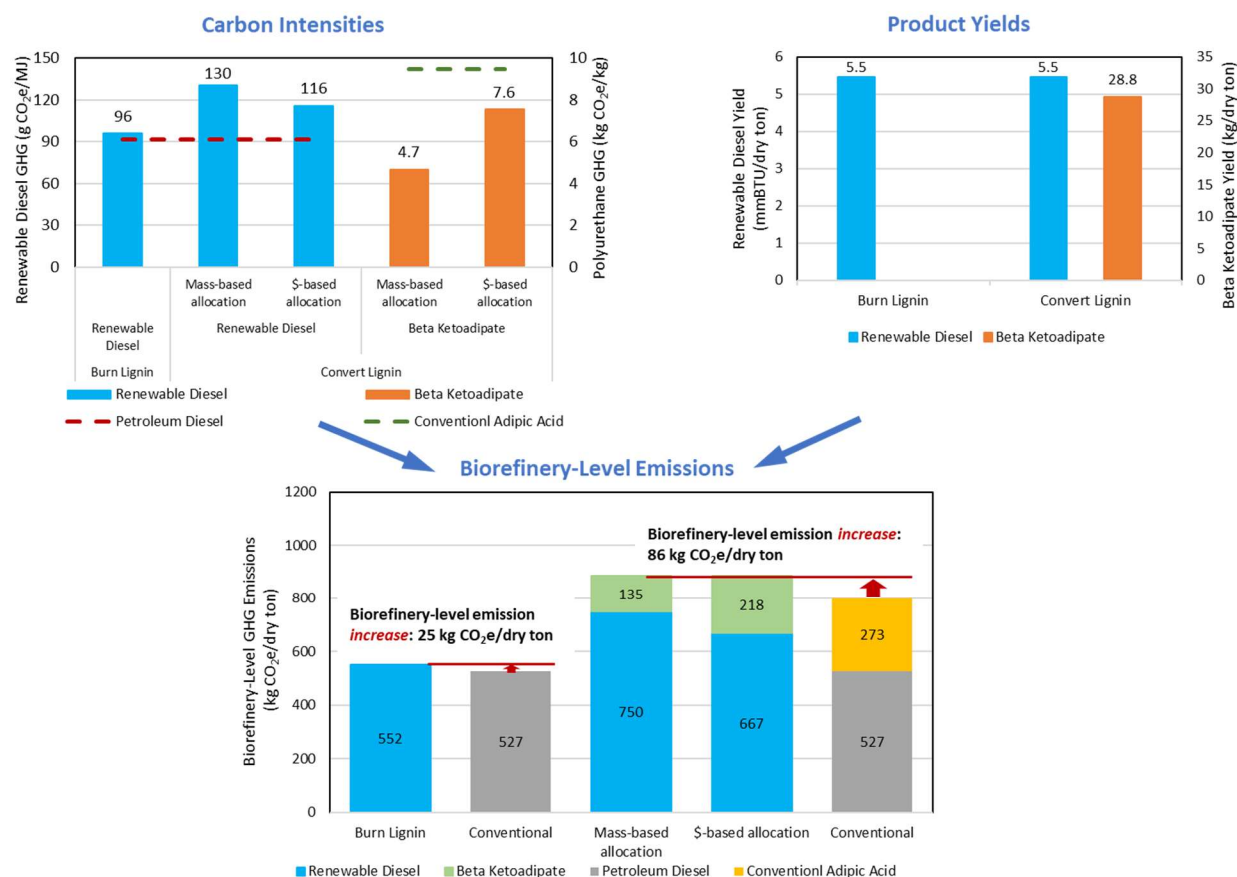 Carbon Intensities
Renewable Diesel GHG (g CO₂e/MJ)
150
120
90
60
30
0
96
130
116
4.7
7.6
10
8
6
4
2
0
Polyurethane GHG (kg CO₂e/kg)
Mass-based
allocation
$-based
allocation
Mass-based
allocation
$-based
allocation
Renewable
Diesel
Renewable Diesel
Beta Ketoadipate
Burn Lignin
Convert Lignin
Renewable Diesel
Beta Ketoadipate
Petroleum Diesel
Conventionl Adipic Acid
Product Yields
Renewable Diesel Yield
(mmBTU/dry ton)
6
5
4
3
2
1
0
5.5
5.5
28.8
35
30
25
20
15
10
5
0
Beta Ketoadipate Yield (kg/dry ton)
Burn Lignin
Convert Lignin
Renewable Diesel
Beta Ketoadipate
Biorefinery-Level Emissions
Biorefinery-Level GHG Emissions
(kg CO₂e/dry ton)
1200
1000
800
600
400
200
0
Biorefinery-level emission
increase: 25 kg CO₂e/dry ton
Biorefinery-level emission increase:
86 kg CO₂e/dry ton
552
527
135
750
218
667
273
527
Burn Lignin
Conventional
Mass-based
allocation
$-based allocation
Conventional
Renewable Diesel
Beta Ketoadipate
Petroleum Diesel
Conventionl Adipic Acid